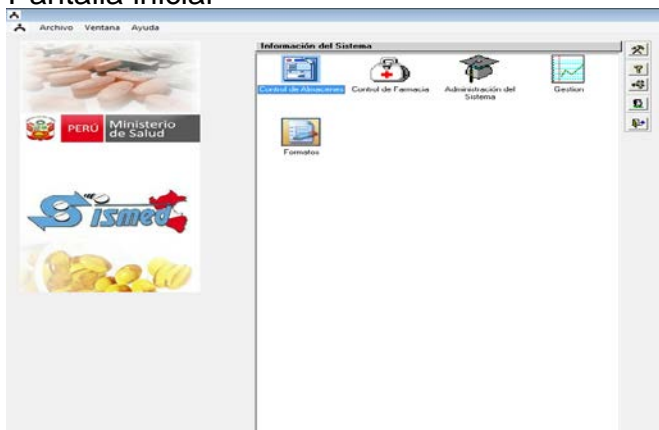 Pantalla inicial
Archivo Ventana Ayuda
Información del Sistema
Control de Almacenes Control de Farmacia Administración del Sistema Gestion
Formatos
PERÚ Ministerio de Salud
Sismed